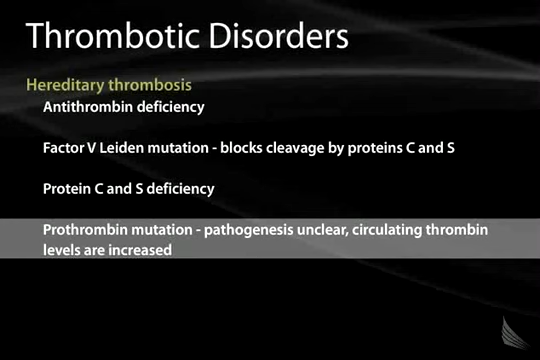 Thrombotic Disorders
Hereditary thrombosis
Antithrombin deficiency
Factor V Leiden mutation - blocks cleavage by proteins C and S
Protein C and S deficiency
Prothrombin mutation - pathogenesis unclear, circulating thrombin
levels are increased